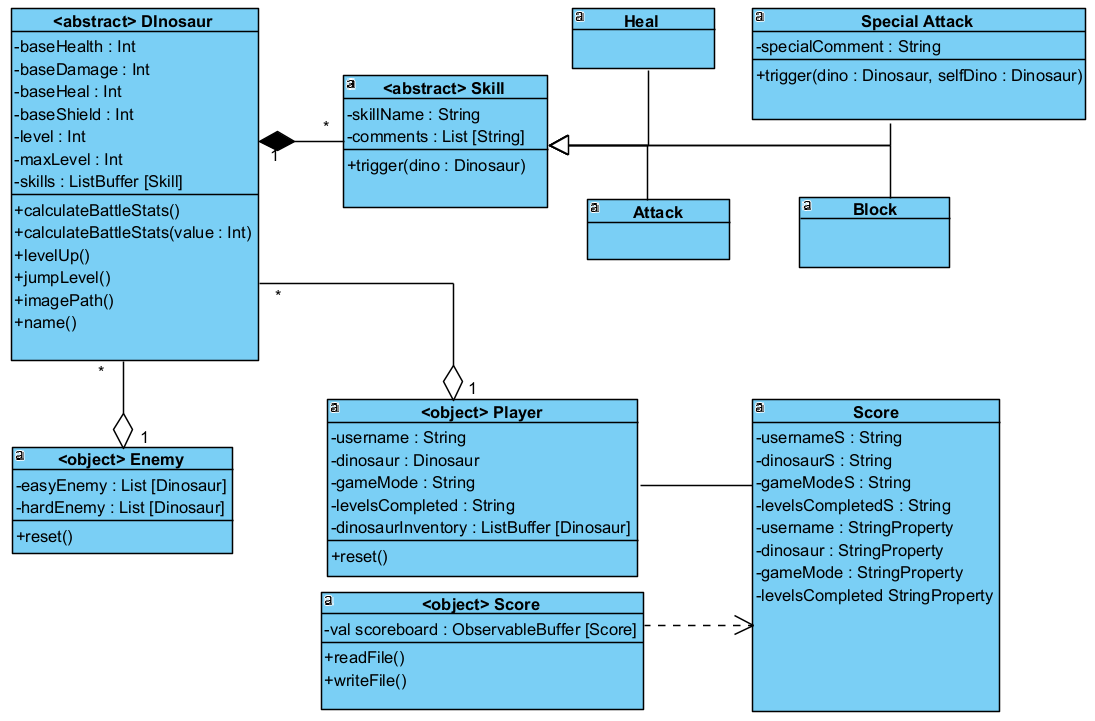 <abstract> DInosaur
-baseHealth : Int
-baseDamage : Int
-baseHeal : Int
-baseShield : Int
-level : Int
-maxLevel : Int
-skills : ListBuffer [Skill]
+calculateBattleStats()
+calculateBattleStats(value : Int)
+levelUp()
+jumpLevel()
+imagePath()
+name()
1
*
a
<abstract> Skill
-skillName : String
-comments : List [String]
+trigger(dino : Dinosaur)
a
Heal
a
Special Attack
-specialComment : String
+trigger(dino : Dinosaur, selfDino : Dinosaur)
a
Attack
a
Block
*
1
*
1
a
<object> Enemy
-easyEnemy : List [Dinosaur]
-hardEnemy : List [Dinosaur]
+reset()
a
<object> Player
-username : String
-dinosaur : Dinosaur
-gameMode : String
-levelsCompleted : String
-dinosaurInventory : ListBuffer [Dinosaur]
+reset()
a
Score
-usernameS : String
-dinosaurS : String
-gameModeS : String
-levelsCompletedS : String
-username : StringProperty
-dinosaur : StringProperty
-gameMode : StringProperty
-levelsCompleted StringProperty
a
<object> Score
-val scoreboard : ObservableBuffer [Score]
+readFile()
+writeFile()